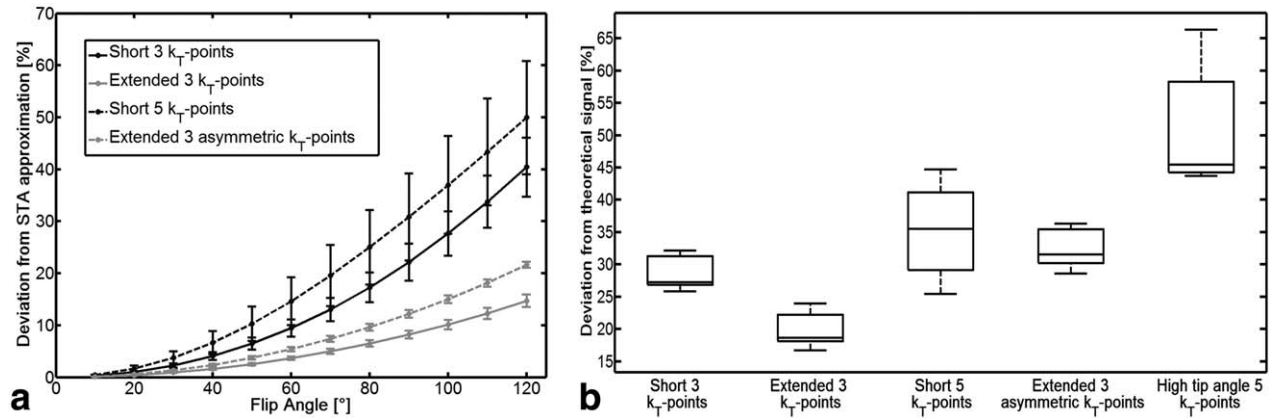 70
60
50
40
30
20
10
0
Deviation from STA approximation [%]
Short 3 kT-points
Extended 3 kT-points
Short 5 kT-points
Extended 3 asymmetric kT-points
0 20 40 60 80 100 120
Flip Angle [°]
a
65
60
55
50
45
40
35
30
25
20
15
Deviation from theoretical signal [%]
Short 3 Extended 3 Short 5 Extended 3 High tip angle 5
kT-points kT-points kT-points asymmetric kT-points kT-points
b